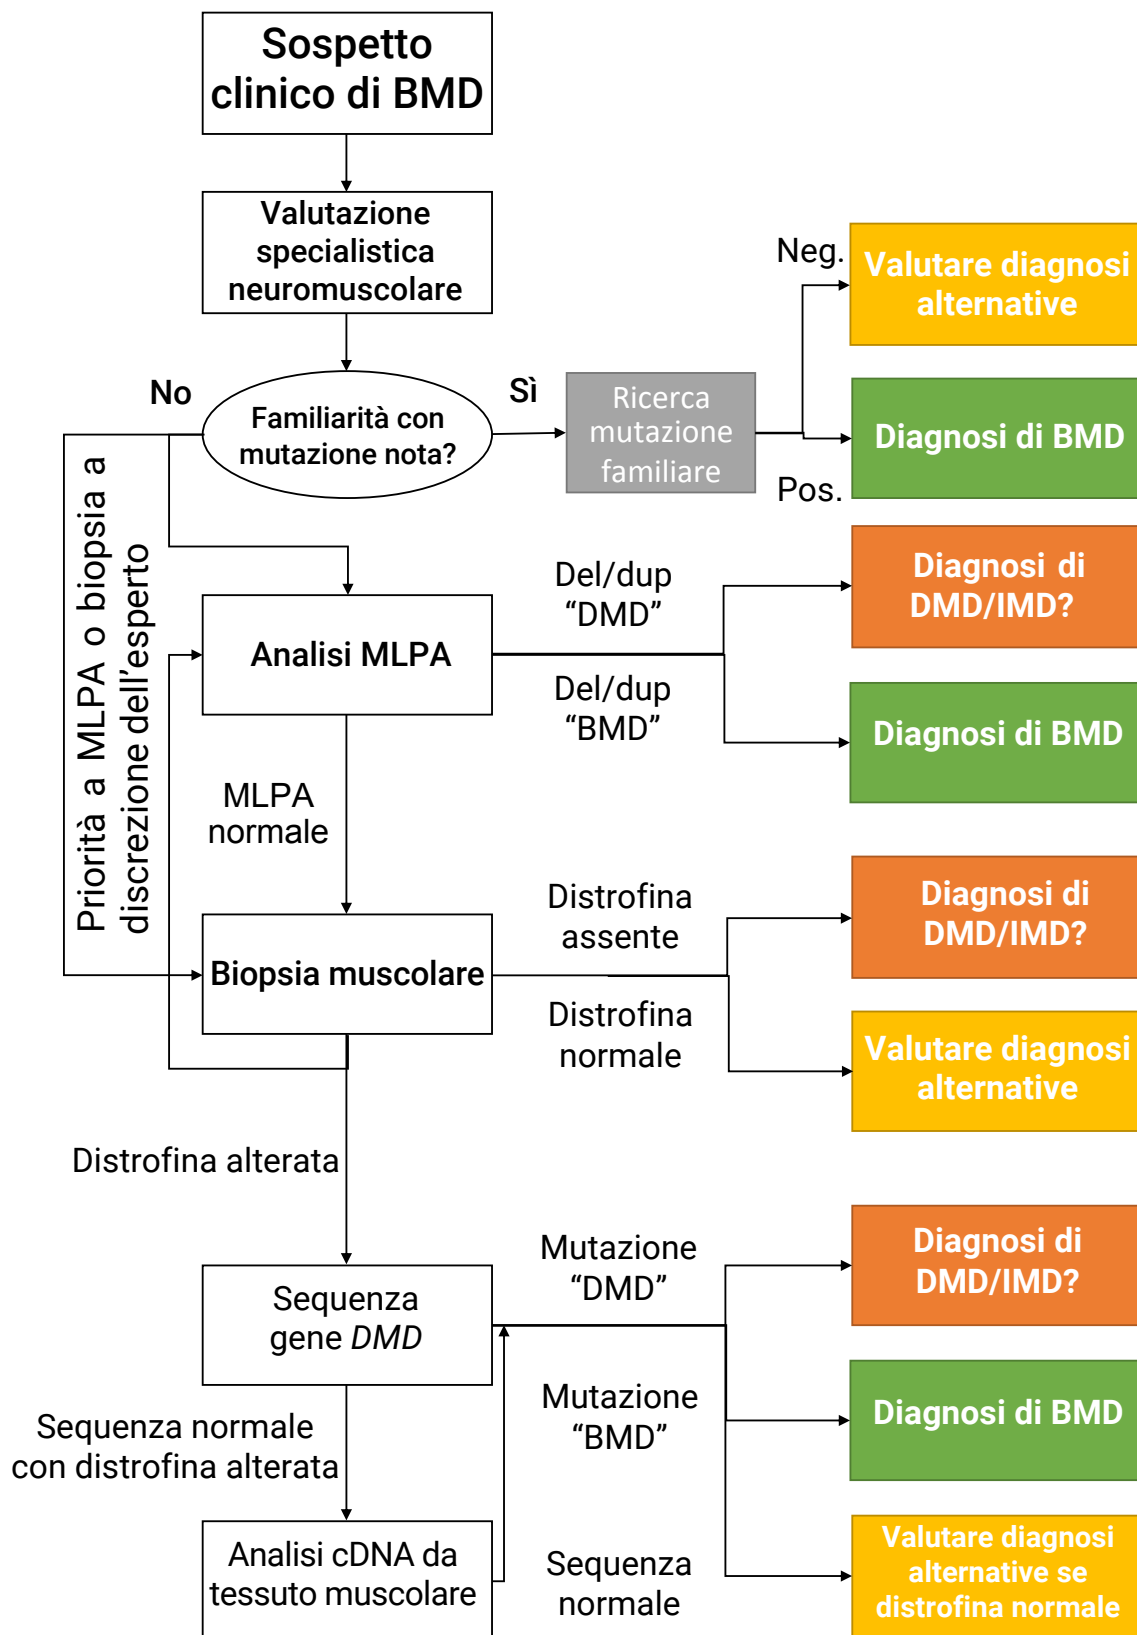 Sospetto
clinico di BMD
Valutazione
specialistica
neuromuscolare
Neg.
Valutare diagnosi
alternative
No
Familiarità con
mutazione nota?
Sì
Ricerca
mutazione
familiare
Diagnosi di BMD
Pos.
Priorità a MLPA o biopsia a
discrezione dell'esperto
Analisi MLPA
Del/dup
“DMD”
Diagnosi di
DMD/IMD?
Del/dup
“BMD”
Diagnosi di BMD
MLPA
normale
Biopsia muscolare
Distrofina
assente
Diagnosi di
DMD/IMD?
Distrofina
normale
Valutare diagnosi
alternative
Distrofina alterata
Sequenza
gene DMD
Mutazione
“DMD”
Diagnosi di
DMD/IMD?
Mutazione
“BMD”
Diagnosi di BMD
Sequenza normale
con distrofina alterata
Analisi cDNA da
tessuto muscolare
Sequenza
normale
Valutare diagnosi
alternative se
distrofina normale